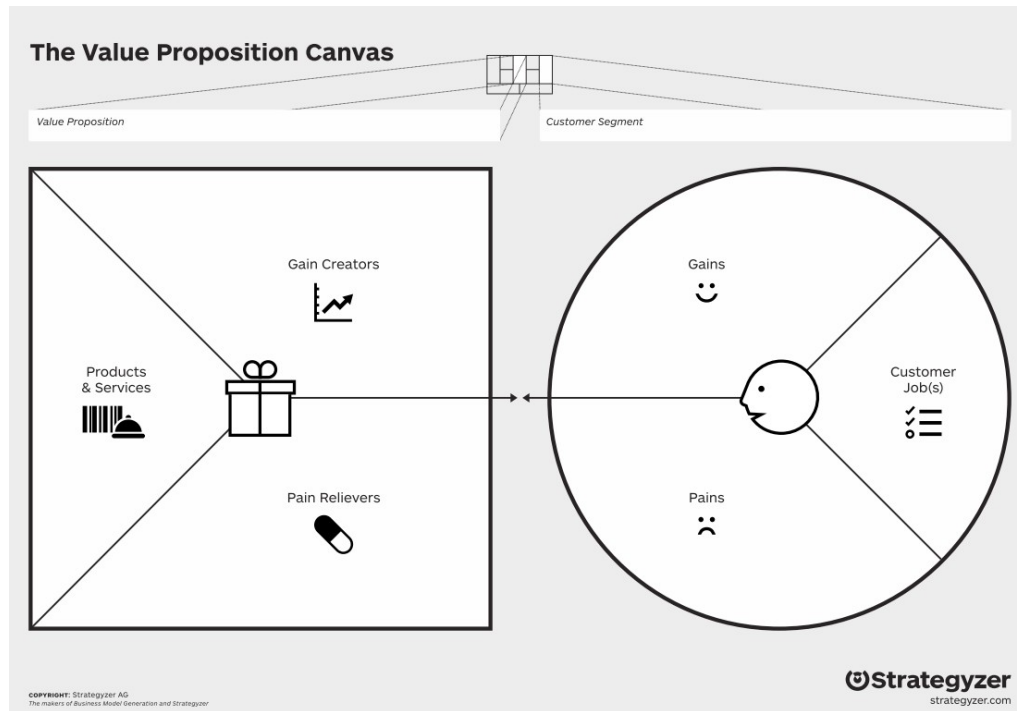 The Value Proposition Canvas
Value Proposition
Customer Segment
Gain Creators
Gains
Products
& Services
Customer
Job(s)
Pain Relievers
Pains
COPYRIGHT: Strategyzer AG
The makers of Business Model Generation and Strategyzer
Strategyzer
strategyzer.com